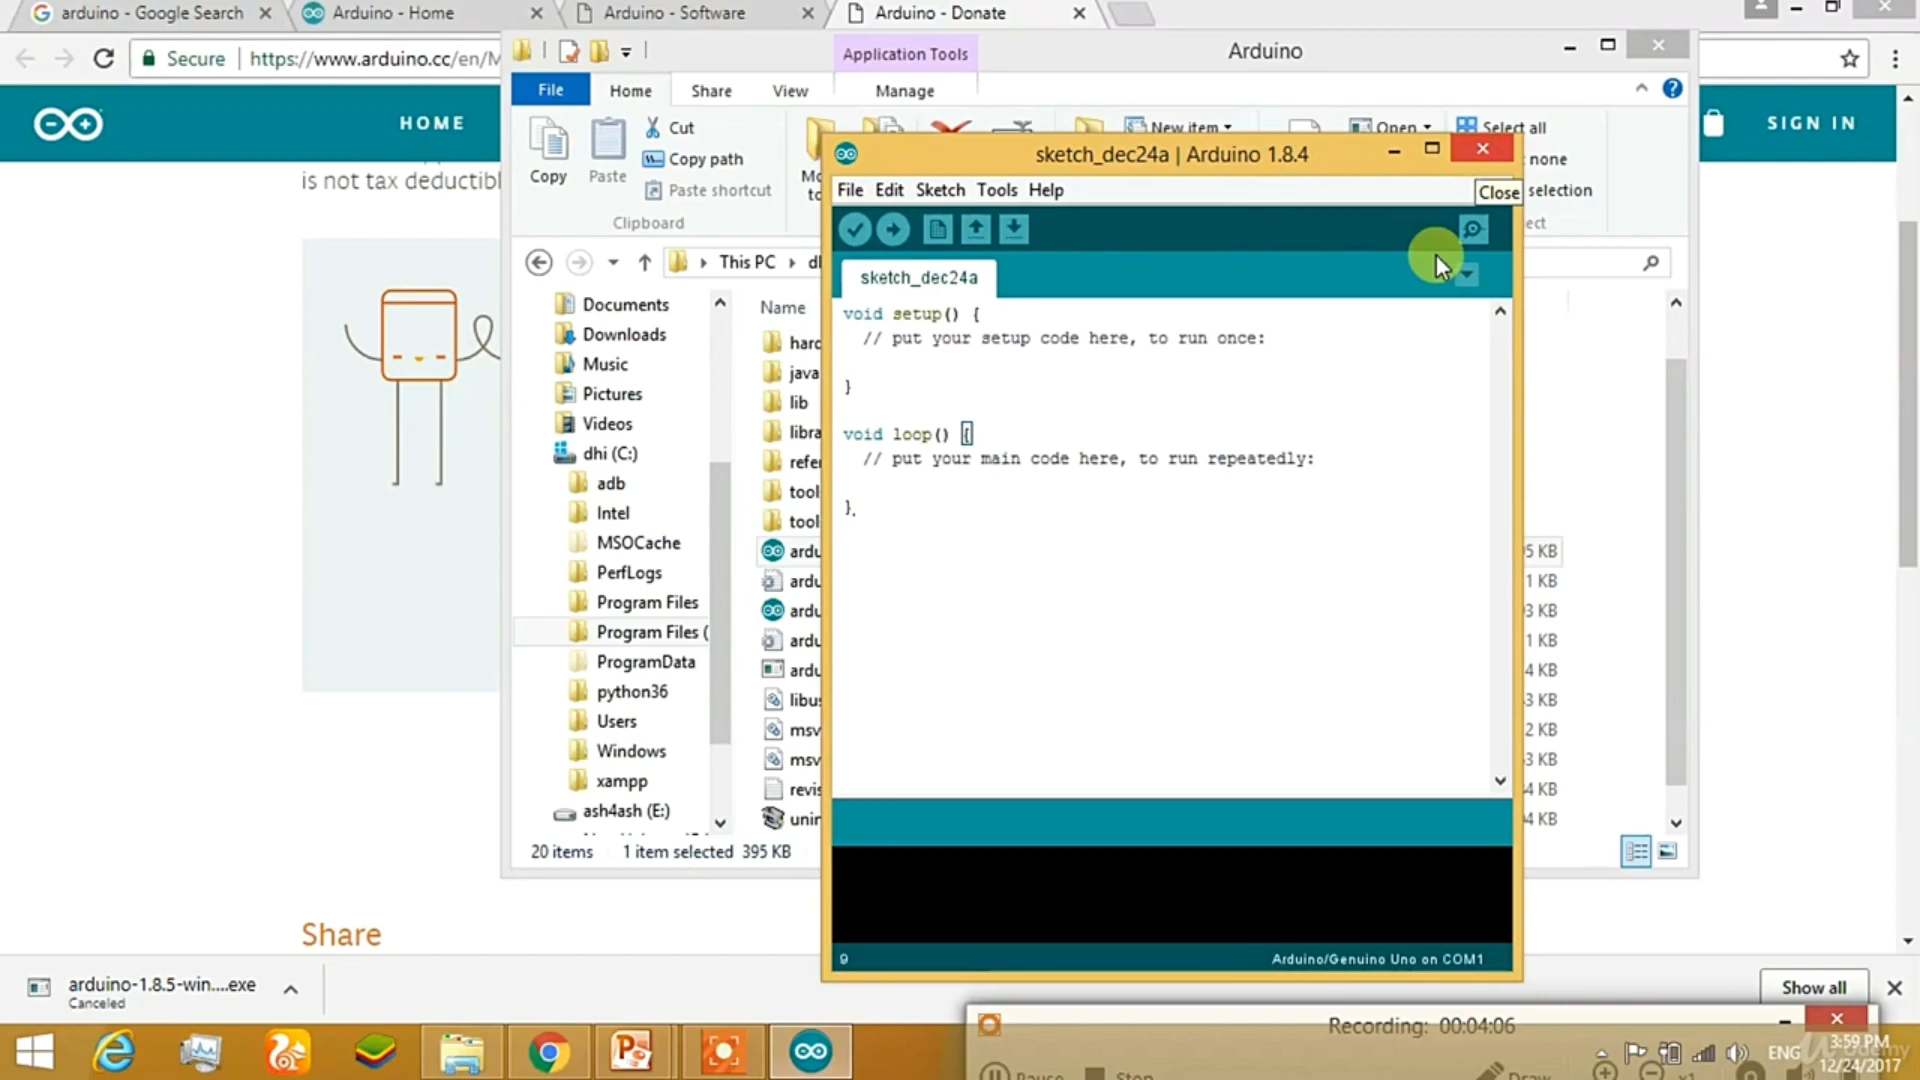 arduino - Google Search
Arduino - Home
Arduino - Software
Arduino - Donate
Secure
https://www.arduino.cc/en/M
HOME
SIGN IN
is not tax deductibl
Share
Application Tools
Arduino
File
Home
Share
View
Manage
Copy
Paste
Cut
Copy path
Paste shortcut
Clipboard
New item
Open
Select all
none
selection
This PC
Name
Documents
Downloads
Music
Pictures
Videos
dhi (C:)
adb
Intel
MSOCache
PerfLogs
Program Files
Program Files (
ProgramData
python36
Users
Windows
xampp
ash4ash (E:)
hard
java
lib
libra
refer
tool
tool
ardu
ardu
ardu
ardu
ardu
libus
msv
msv
revis
unin
5 KB
1 KB
3 KB
1 KB
4 KB
3 KB
2 KB
3 KB
4 KB
4 KB
20 items
1 item selected 395 KB
sketch_dec24a | Arduino 1.8.4
File Edit Sketch Tools Help
Close
sketch_dec24a
void setup() {
// put your setup code here, to run once:
}
void loop() {
// put your main code here, to run repeatedly:
}
9
Arduino/Genuino Uno on COM1
arduino-1.8.5-win....exe
Canceled
Show all
Recording: 00:04:06
Pause
Stop
Draw
x1
ENG
3:59 PM
12/24/2017
Udemy